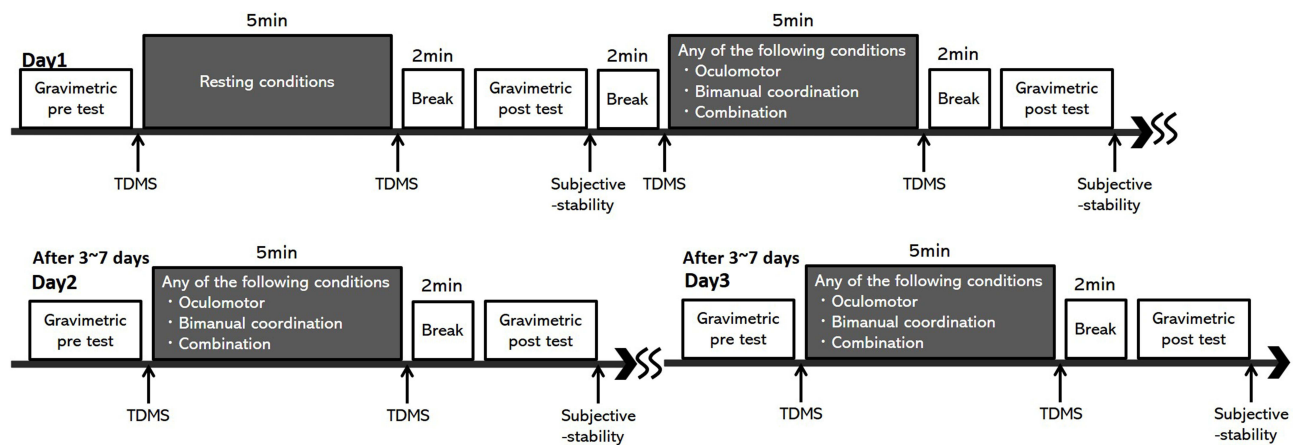 5min
5min
Day1
2min
2min
2min
Gravimetric
pre test
Resting conditions
Break
Gravimetric
post test
Break
Any of the following conditions
・Oculomotor
・Bimanual coordination
・Combination
Break
Gravimetric
post test
TDMS
TDMS
Subjective
-stability
TDMS
TDMS
Subjective
-stability
After 3~7 days
Day2
5min
2min
Gravimetric
pre test
Any of the following conditions
・Oculomotor
・Bimanual coordination
・Combination
Break
Gravimetric
post test
TDMS
TDMS
Subjective
-stability
After 3~7 days
Day3
5min
2min
Gravimetric
pre test
Any of the following conditions
・Oculomotor
・Bimanual coordination
・Combination
Break
Gravimetric
post test
TDMS
TDMS
Subjective
-stability